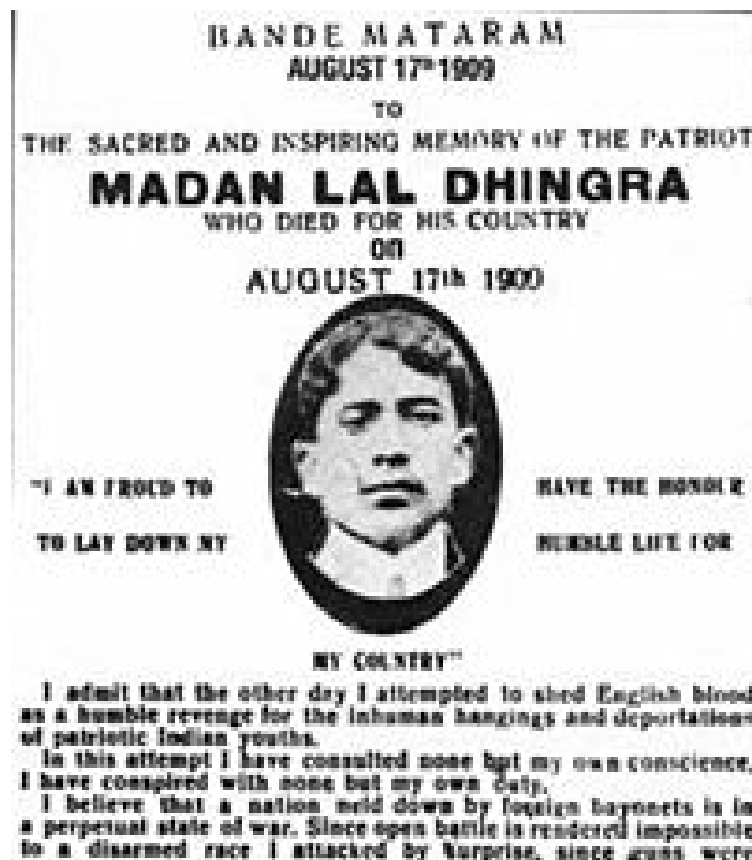 BANDE MATARAM
AUGUST 17th 1909
TO
THE SACRED AND INSPIRING MEMORY OF THE PATRIOT
MADAN LAL DHINGRA
WHO DIED FOR HIS COUNTRY
on
AUGUST 17th 1909
"I AM PROUD TO HAVE THE HONOUR
TO LAY DOWN MY HUMBLE LIFE FOR
MY COUNTRY"
I admit that the other day I attempted to shed English blood
as a humble revenge for the inhuman hangings and deportations
of patriotic Indian youths.
In this attempt I have consulted none but my own conscience,
I have conspired with none but my own duty.
I believe that a nation held down by foreign bayonets is in
a perpetual state of war. Since open battle is rendered impossible
to a disarmed race I attacked by surprise, since guns were